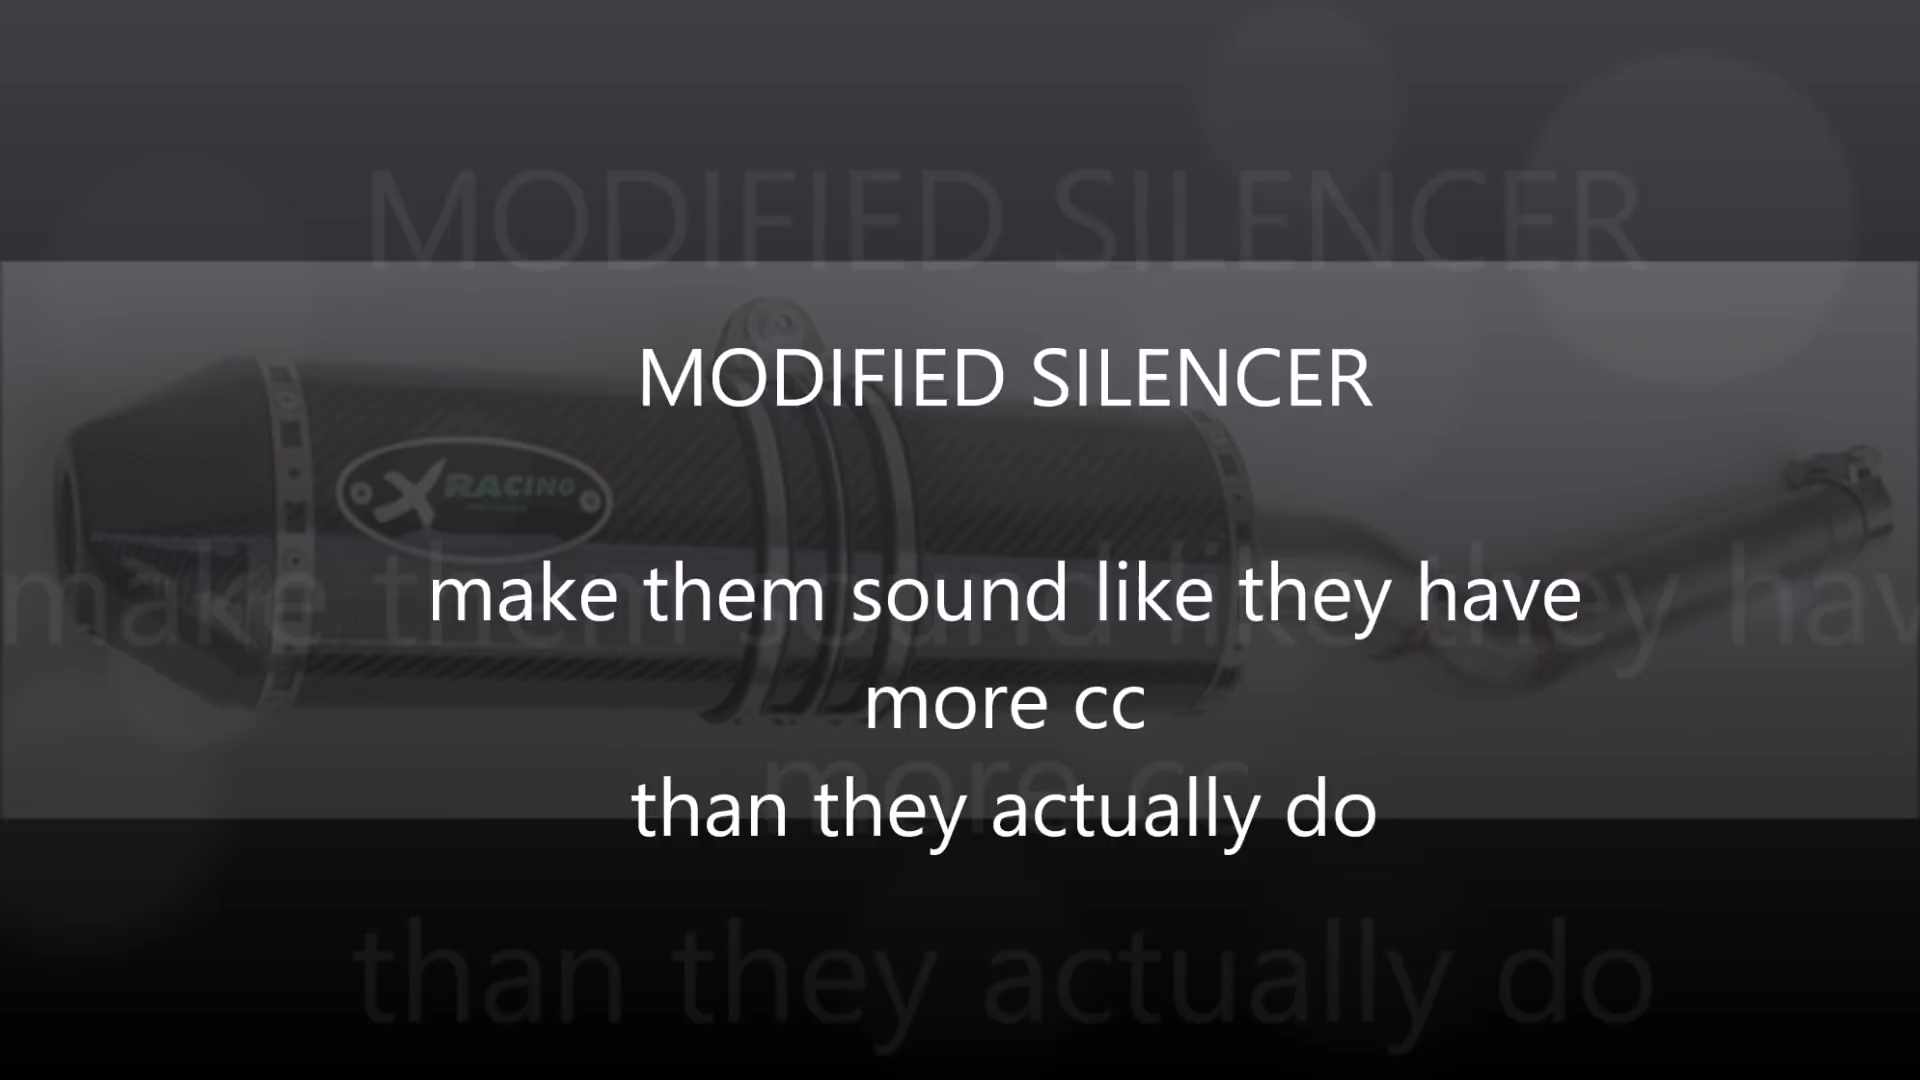 MODIFIED SILENCER
X RACING
make them sound like they have
more cc
than they actually do